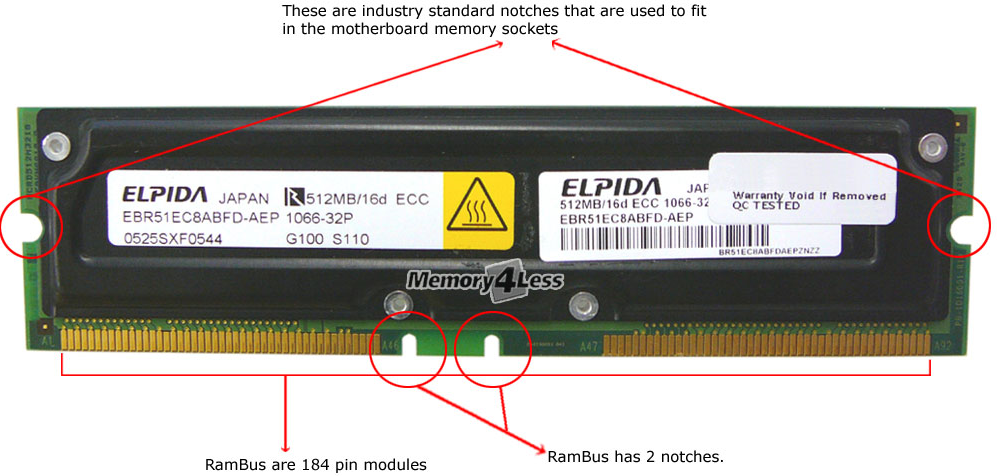 These are industry standard notches that are used to fit
in the motherboard memory sockets
ELPIDA JAPAN R 512MB/16d ECC
EBR51EC8ABFD-AEP 1066-32P
0525SXF0544 G100 S110
ELPIDA JAP
512MB/16d ECC 1066-32
EBR51EC8ABFD-AEP
BR51EC8ABFDAEPZNZZ
Warranty Void If Removed
QC TESTED
Memory4Less
A1
A46
A47
A92
RamBus are 184 pin modules
RamBus has 2 notches.